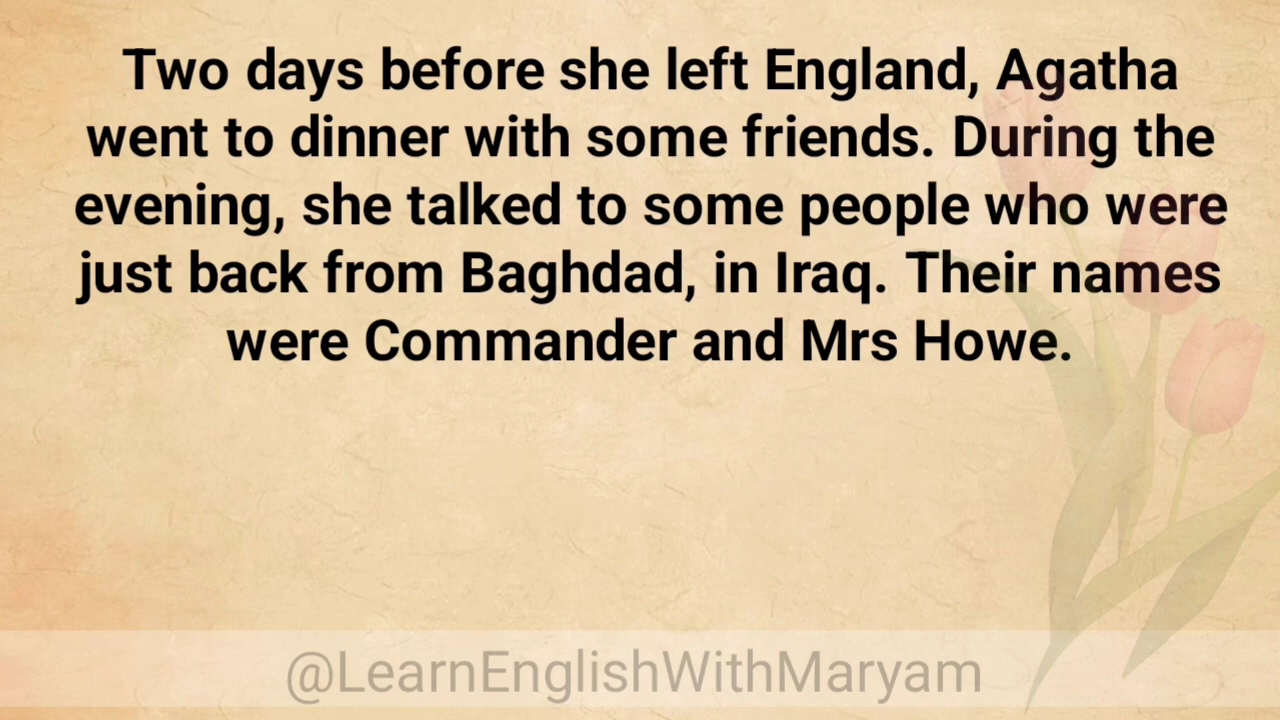 Two days before she left England, Agatha
went to dinner with some friends. During the
evening, she talked to some people who were
just back from Baghdad, in Iraq. Their names
were Commander and Mrs Howe.
@LearnEnglishWithMaryam